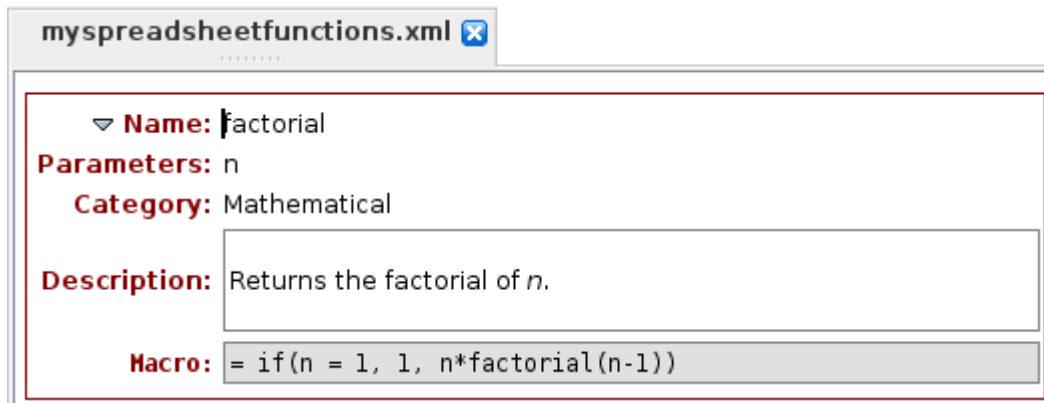 myspreadsheetfunctions.xml
Name: factorial
Parameters: n
Category: Mathematical
Description: Returns the factorial of n.
Macro: = if(n = 1, 1, n*factorial(n-1))